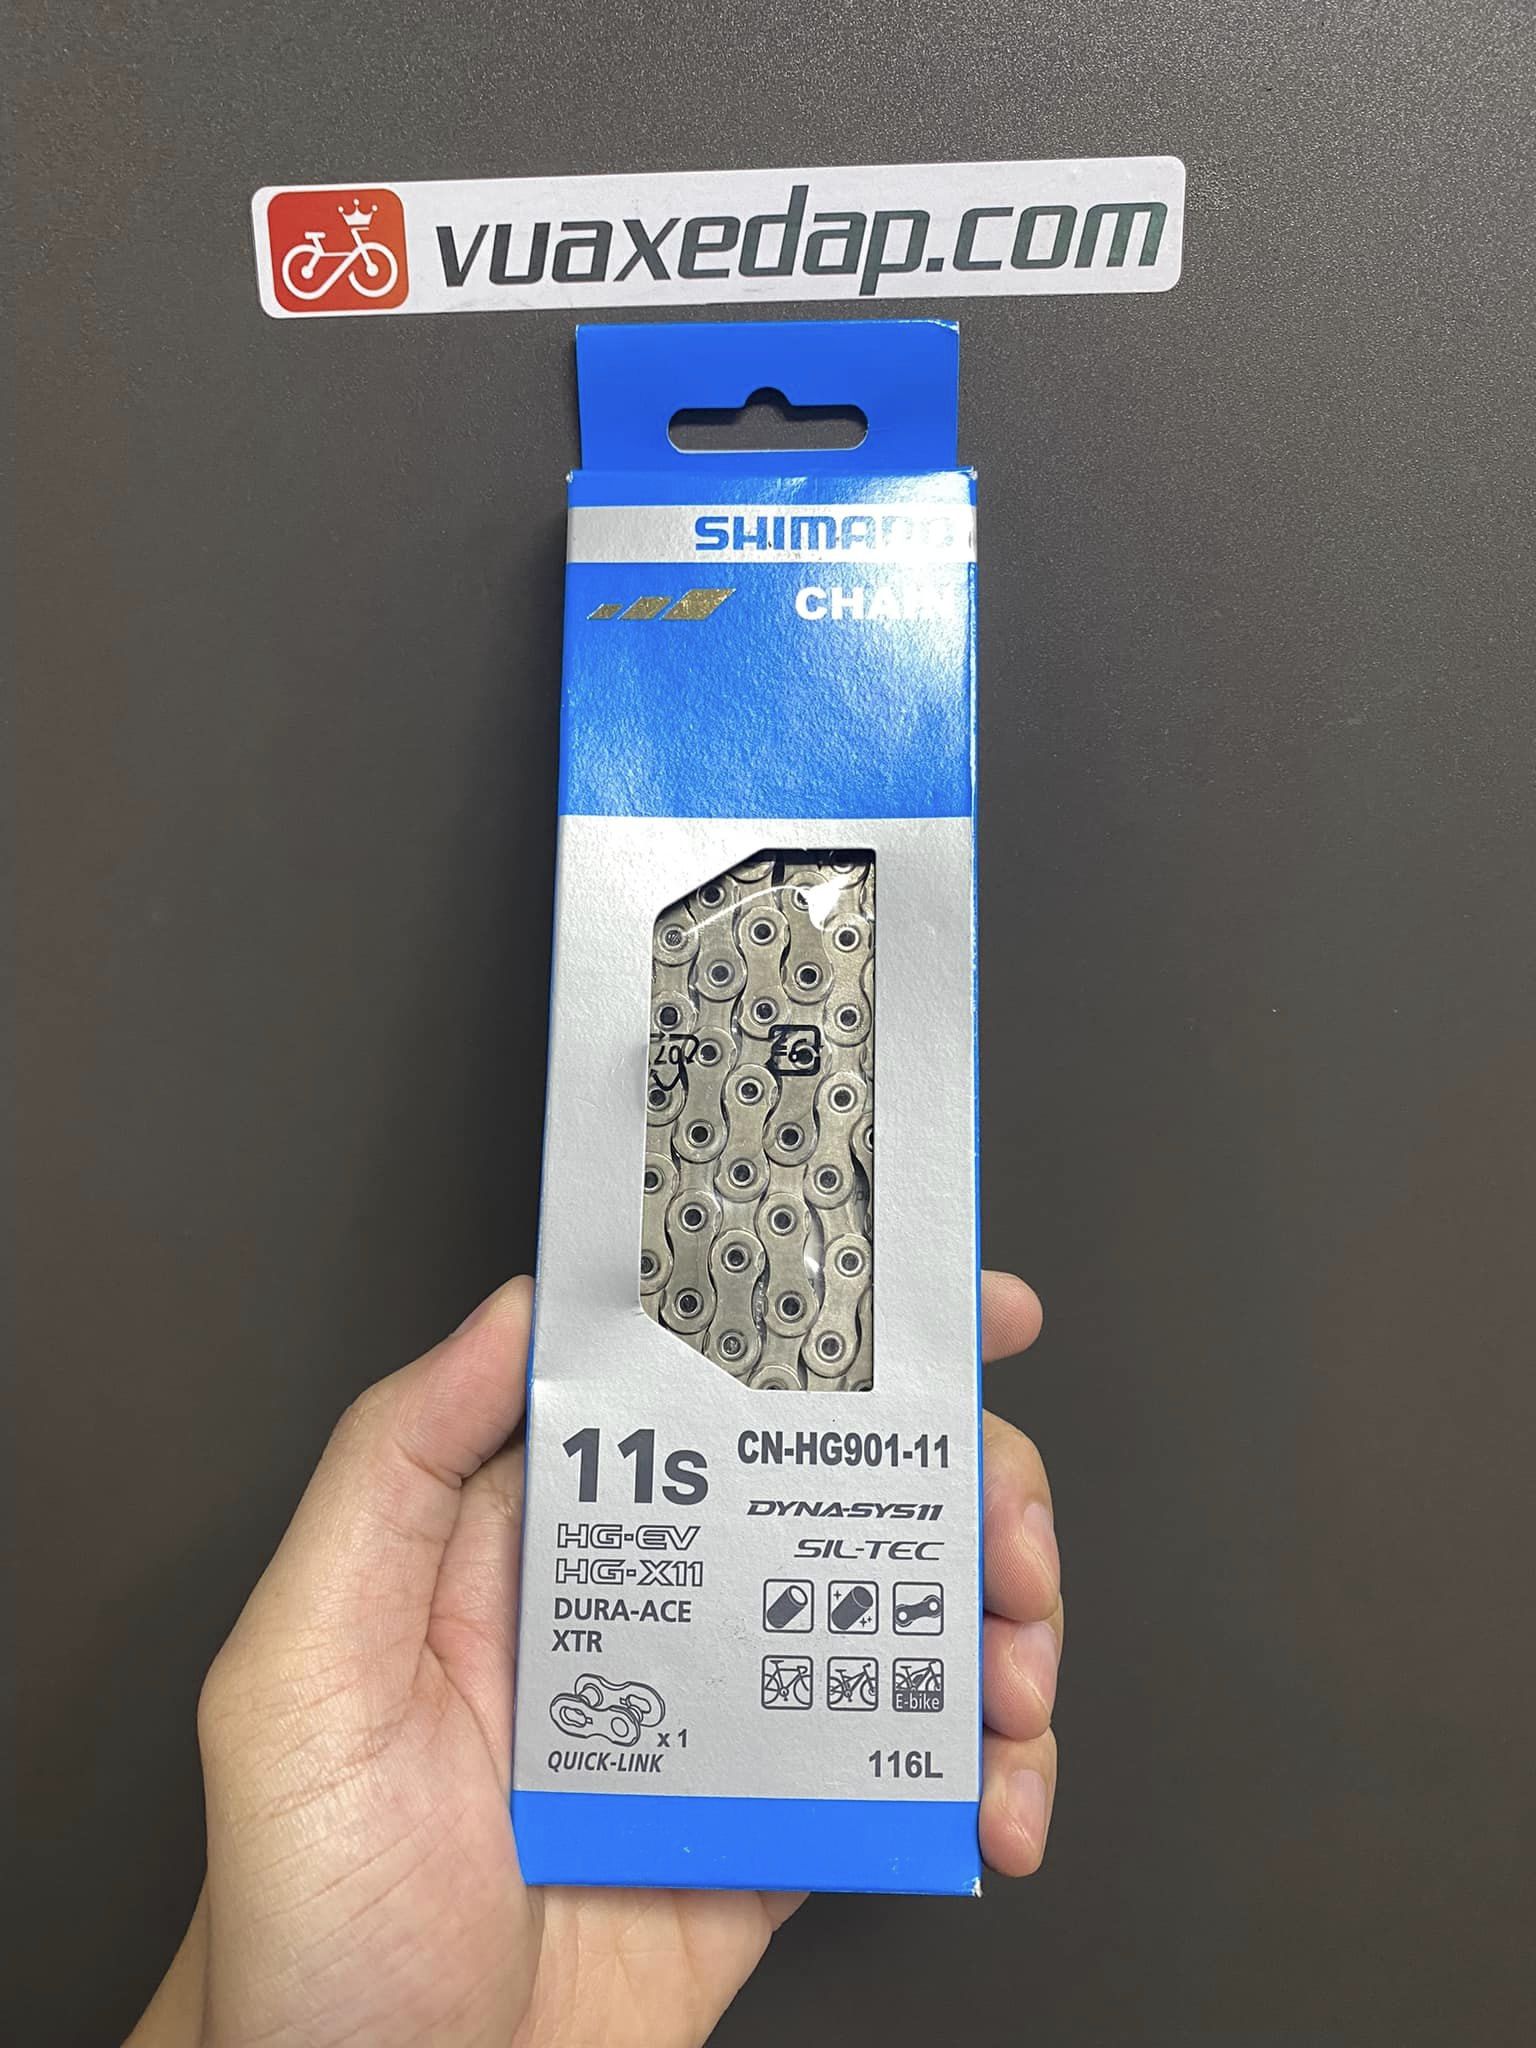 vuaxedap.com
SHIMANO
CHAIN
11s
CN-HG901-11
HG-EV
HG-X11
DYNA-SYS11
SIL-TEC
DURA-ACE
XTR
E-bike
x 1
QUICK-LINK
116L